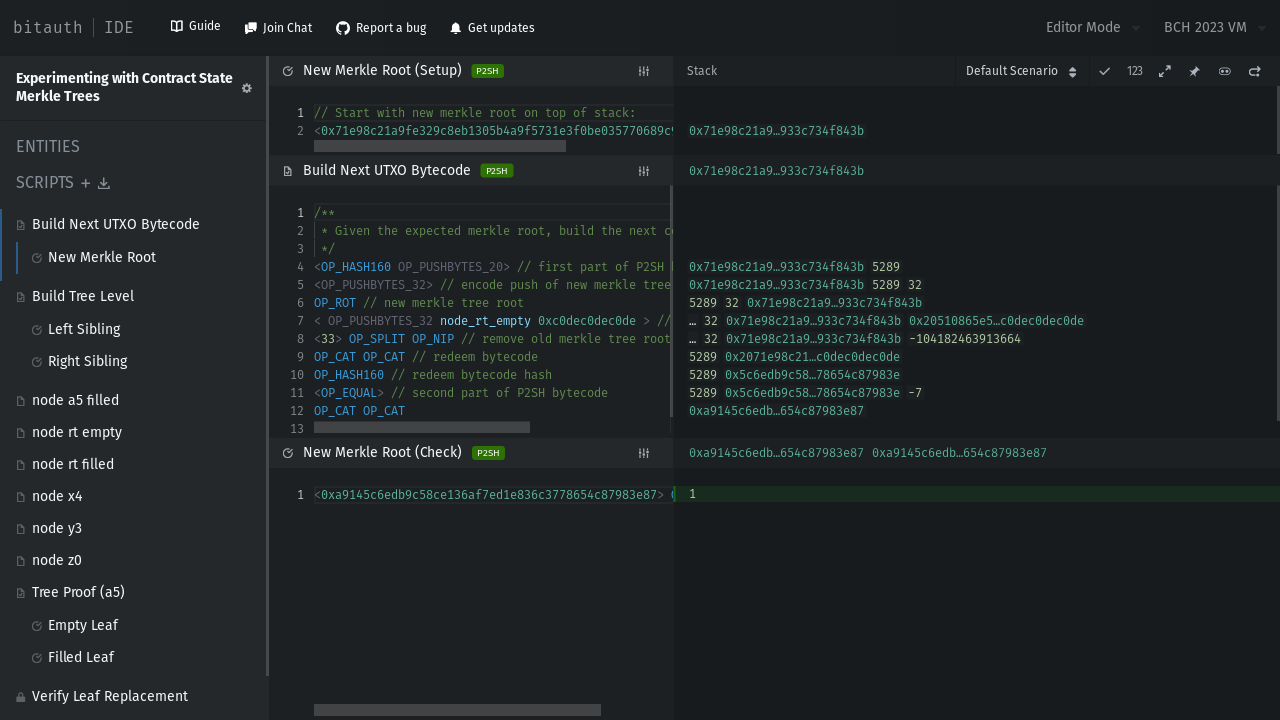 bitauth | IDE
Guide
Join Chat
Report a bug
Get updates
Editor Mode
BCH 2023 VM
Experimenting with Contract State Merkle Trees
ENTITIES
SCRIPTS
Build Next UTXO Bytecode
New Merkle Root
Build Tree Level
Left Sibling
Right Sibling
node a5 filled
node rt empty
node rt filled
node x4
node y3
node z0
Tree Proof (a5)
Empty Leaf
Filled Leaf
Verify Leaf Replacement
New Merkle Root (Setup) P2SH
Stack
Default Scenario
123
1 // Start with new merkle root on top of stack:
2 <0x71e98c21a9fe329c8eb1305b4a9f5731e3f0be035770689c9
0x71e98c21a9…933c734f843b
Build Next UTXO Bytecode P2SH
0x71e98c21a9…933c734f843b
1 /**
2 * Given the expected merkle root, build the next
3 */
4 <OP_HASH160 OP_PUSHBYTES_20> // first part of P2SH
0x71e98c21a9…933c734f843b 5289
5 <OP_PUSHBYTES_32> // encode push of new merkle tree
0x71e98c21a9…933c734f843b 5289 32
6 OP_ROT // new merkle tree root
5289 32 0x71e98c21a9…933c734f843b
7 < OP_PUSHBYTES_32 node_rt_empty 0xc0dec0dec0de > //
… 32 0x71e98c21a9…933c734f843b 0x20510865e5…c0dec0dec0de
8 <33> OP_SPLIT OP_NIP // remove old merkle tree root
… 32 0x71e98c21a9…933c734f843b -104182463913664
9 OP_CAT OP_CAT // redeem bytecode
5289 0x2071e98c21…c0dec0dec0de
10 OP_HASH160 // redeem bytecode hash
5289 0x5c6edb9c58…78654c87983e
11 <OP_EQUAL> // second part of P2SH bytecode
5289 0x5c6edb9c58…78654c87983e -7
12 OP_CAT OP_CAT
0xa9145c6edb…654c87983e87
13
New Merkle Root (Check) P2SH
0xa9145c6edb…654c87983e87 0xa9145c6edb…654c87983e87
1 <0xa9145c6edb9c58ce136af7ed1e836c3778654c87983e87>
1